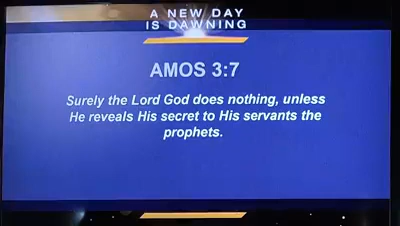 A NEW DAY
IS DAWNING
AMOS 3:7
Surely the Lord God does nothing, unless
He reveals His secret to His servants the
prophets.